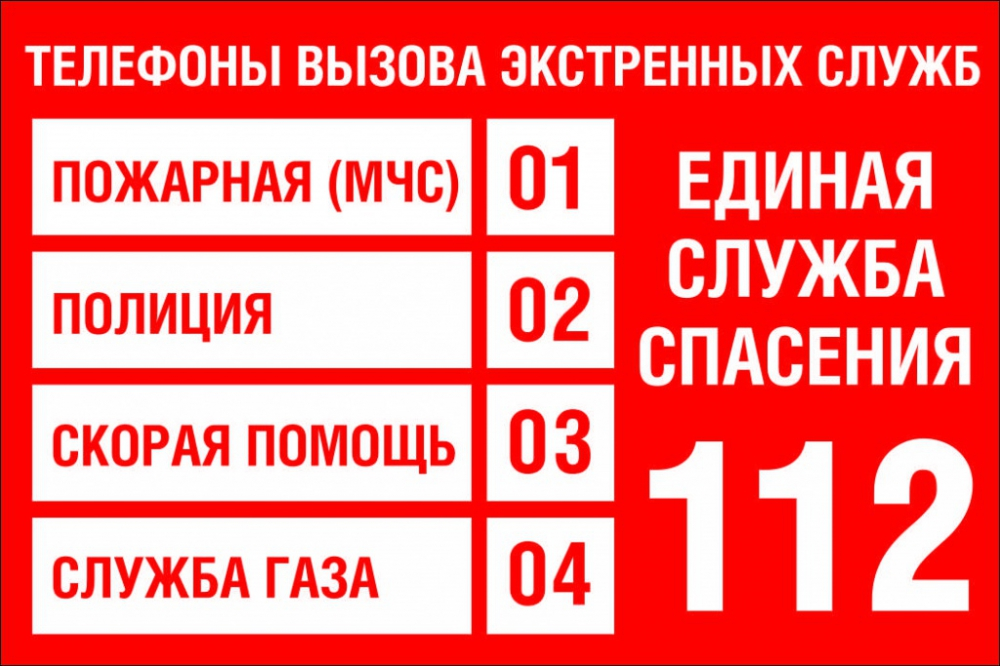 ТЕЛЕФОНЫ ВЫЗОВА ЭКСТРЕННЫХ СЛУЖБ
ПОЖАРНАЯ (МЧС) 01
ПОЛИЦИЯ 02
СКОРАЯ ПОМОЩЬ 03
СЛУЖБА ГАЗА 04
ЕДИНАЯ
СЛУЖБА
СПАСЕНИЯ
112